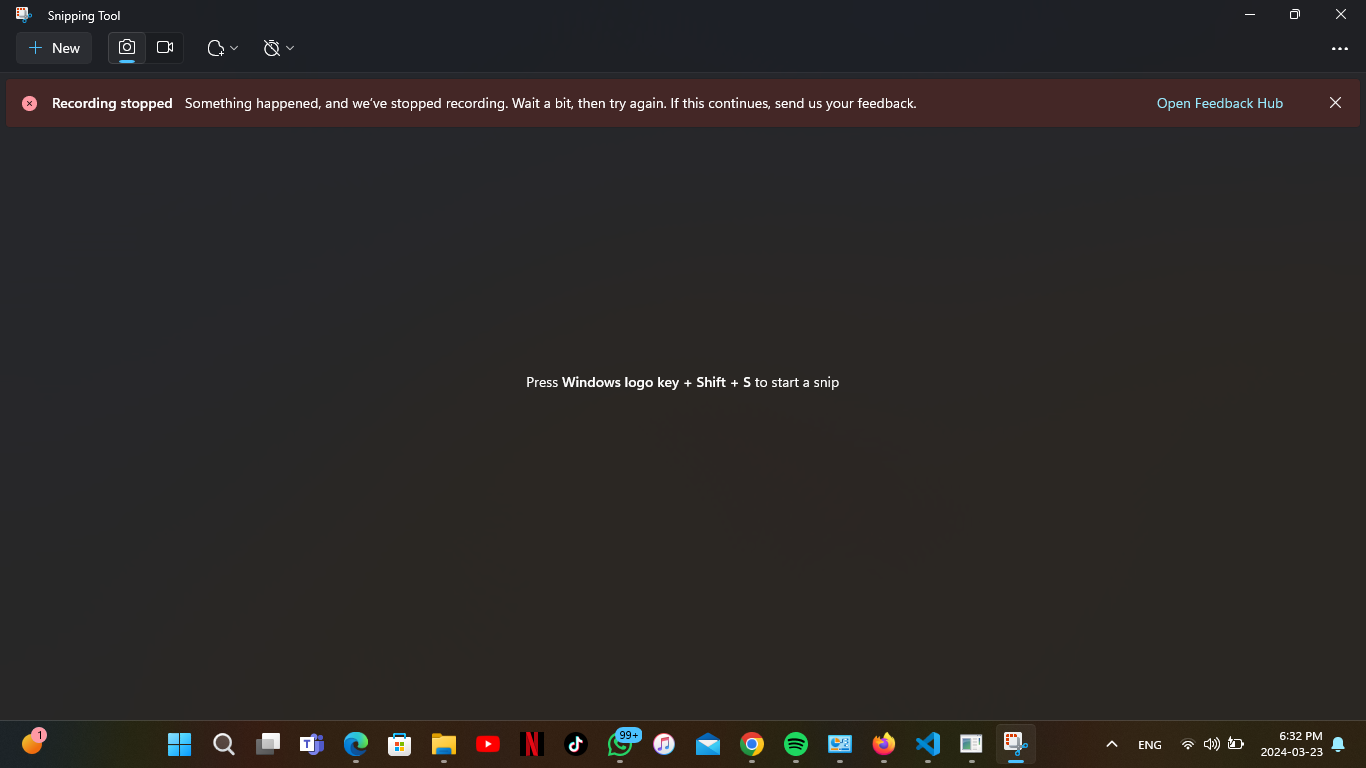 Snipping Tool
New
Recording stopped Something happened, and we've stopped recording. Wait a bit, then try again. If this continues, send us your feedback. Open Feedback Hub
Press Windows logo key + Shift + S to start a snip
1
99+
ENG
6:32 PM
2024-03-23